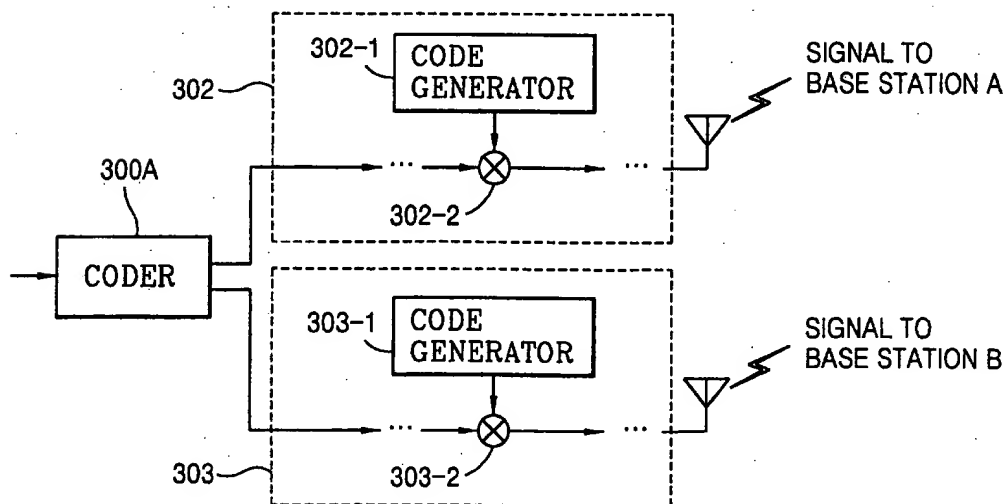 302-1
CODE
GENERATOR
SIGNAL TO
BASE STATION A
302
...
...
302-2
300A
CODER
303-1
CODE
GENERATOR
SIGNAL TO
BASE STATION B
...
...
303-2
303